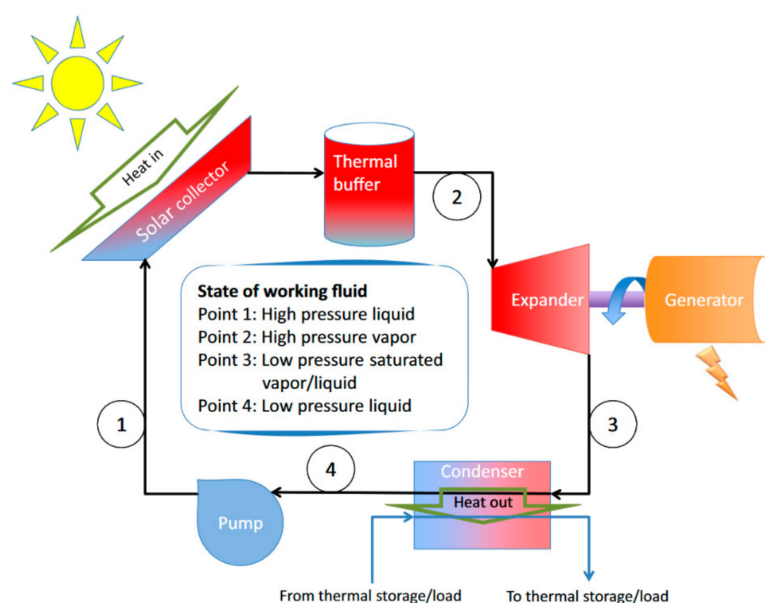 Heat in
Solar collector
Thermal
buffer
2
State of working fluid
Point 1: High pressure liquid
Point 2: High pressure vapor
Point 3: Low pressure saturated
vapor/liquid
Point 4: Low pressure liquid
Expander
Generator
1
3
4
Condenser
Heat out
Pump
From thermal storage/load
To thermal storage/load